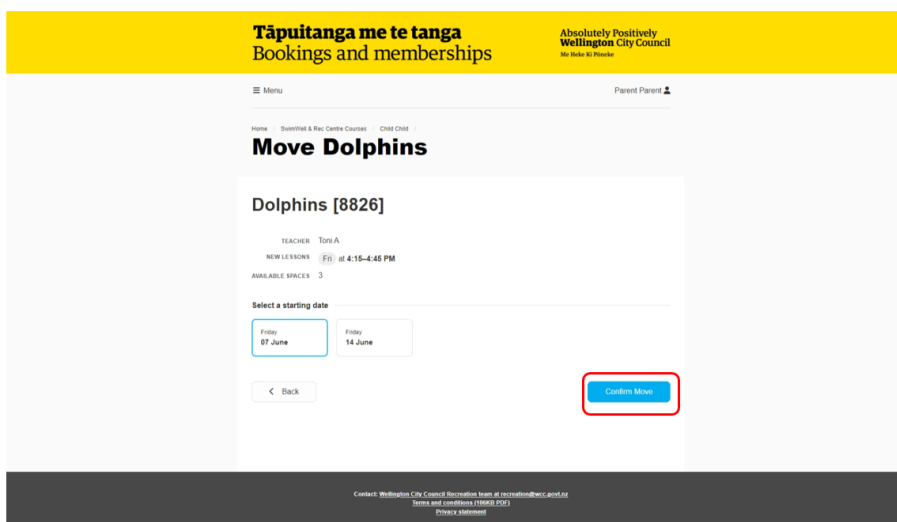 Tāpuitanga me te tanga
Bookings and memberships
Absolutely Positively
Wellington City Council
Me Heke Ki Pōneke
Menu
Parent Parent
Home / SwimWell & Rec Centre Courses / Child Child /
Move Dolphins
Dolphins [8826]
TEACHER Toni A
NEW LESSONS Fri at 4:15–4:45 PM
AVAILABLE SPACES 3
Select a starting date
Friday
07 June
Friday
14 June
Back
Confirm Move
Contact: Wellington City Council Recreation team at recreation@wcc.govt.nz
Terms and conditions (106KB PDF)
Privacy statement